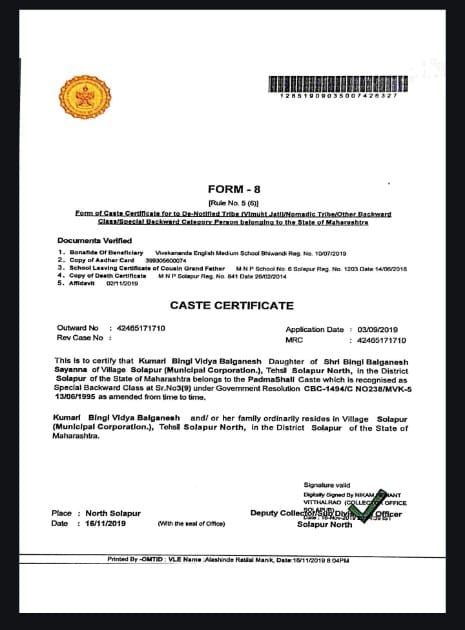 12851909035007426327
FORM - 8
[Rule No. 5 (6)]
Form of Caste Certificate for to De-Notified Tribe (Vimukt Jati)/Nomadic Tribe/Other Backward
Class/Special Backward Category Person belonging to the State of Maharashtra
Documents Verified
1. Bonafide Of Beneficiary Vivekananda English Medium School Bhiwandi Reg. No. 10/07/2019
2. Copy of Aadhar Card 399305600074
3. School Leaving Certificate of Cousin Grand Father M N P School No. 6 Solapur Reg. No. 1203 Date 14/06/2018
4. Copy of Death Certificate M N P Solapur Reg. No. 841 Date 26/02/2014
5. Affidavit 02/11/2019
CASTE CERTIFICATE
Outward No : 42465171710
Application Date : 03/09/2019
Rev Case No :
MRC : 42465171710
This is to certify that Kumari Bingi Vidya Balganesh Daughter of Shri Bingi Balganesh
Sayanna of Village Solapur (Municipal Corporation.), Tehsil Solapur North, in the District
Solapur of the State of Maharashtra belongs to the PadmaShali Caste which is recognised as
Special Backward Class at Sr.No3(9) under Government Resolution CBC-1494/C NO238/MVK-5
13/06/1995 as amended from time to time.
Kumari Bingi Vidya Balganesh and/ or her family ordinarily resides in Village Solapur
(Municipal Corporation.), Tehsil Solapur North, in the District Solapur of the State of
Maharashtra.
Signature valid
Digitally Signed By NIKAM
VITTHALRAO (COLLECTOR OFFICE
Deputy Collector/Sub Divisional Officer
Solapur North
Place : North Solapur
Date : 16/11/2019
(With the seal of Office)
Printed By -OMTID : VLE Name :Alashinde Ratilal Manik, Date:16/11/2019 8:04PM